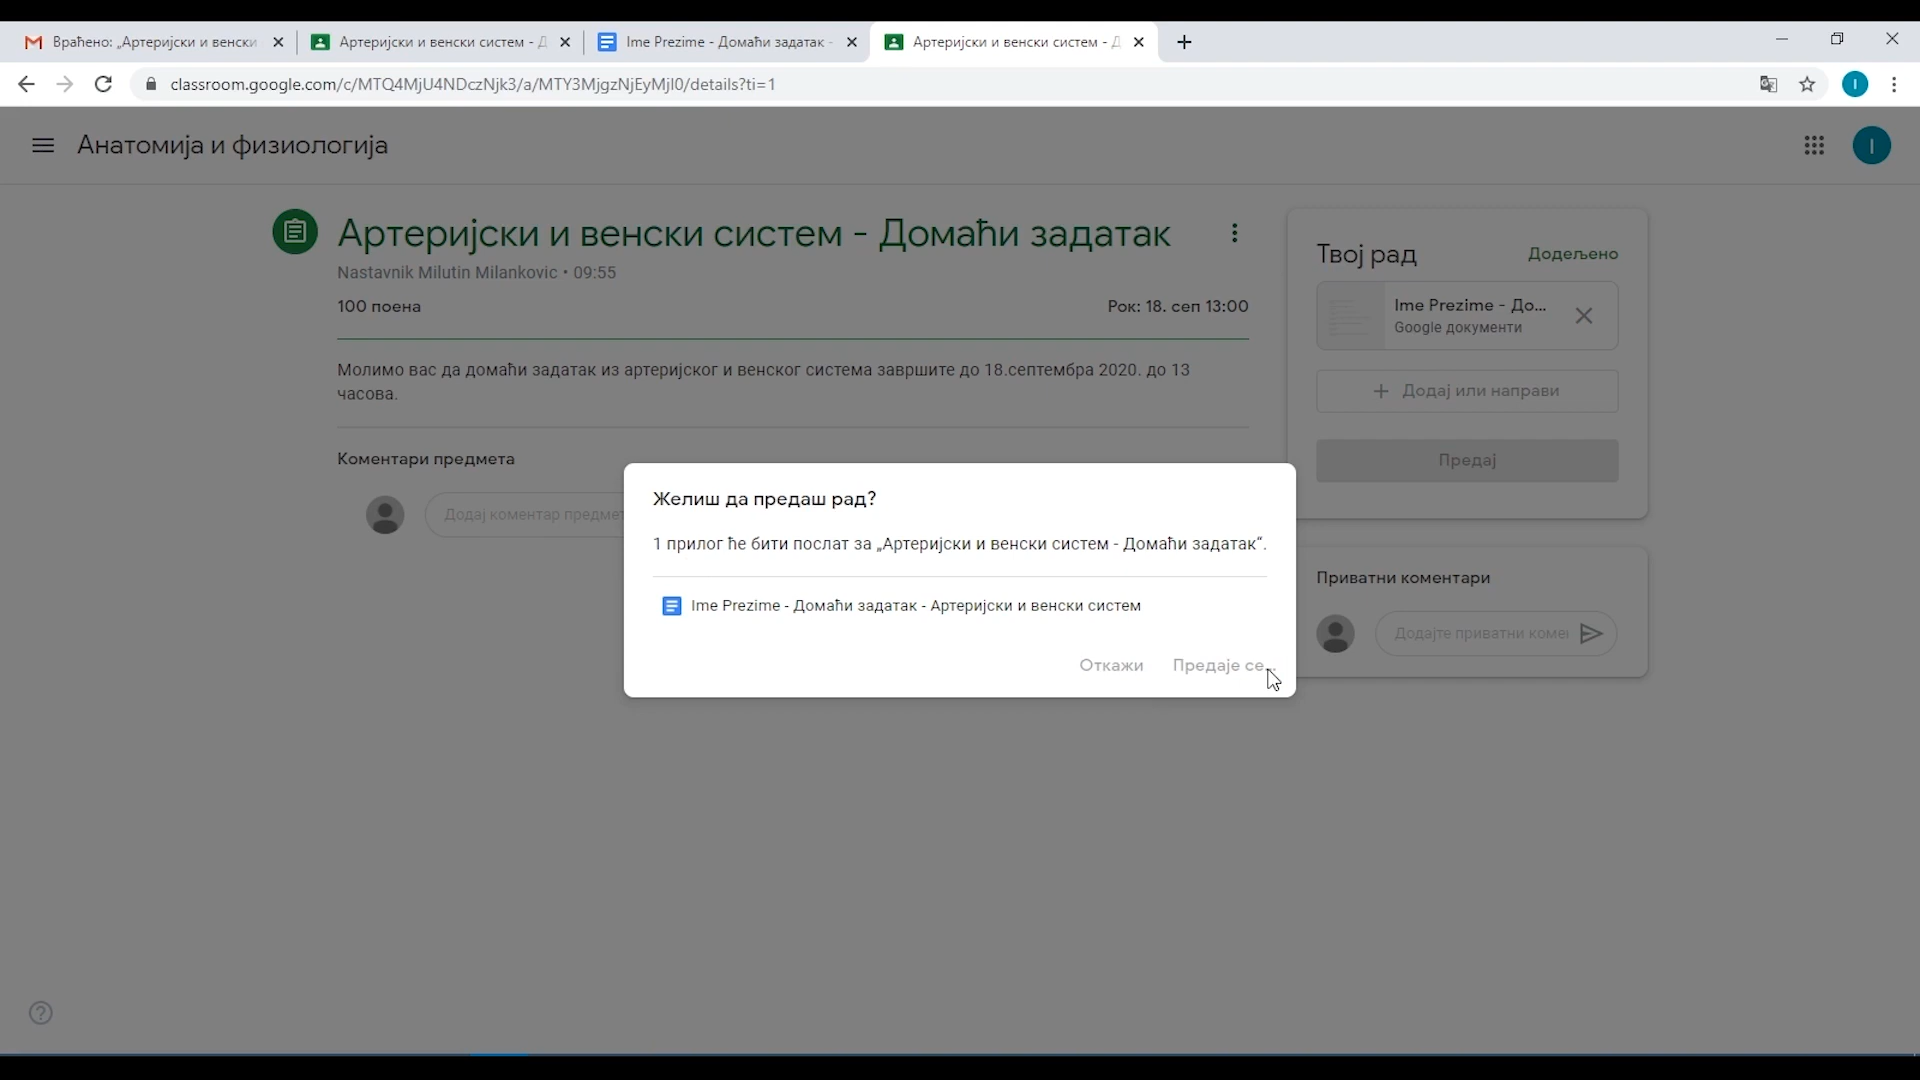 Враћено: „Артеријски и венски
Артеријски и венски систем - Д
Ime Prezime - Домаћи задатак -
Артеријски и венски систем - Д
classroom.google.com/c/MTQ4MjU4NDczNjk3/a/MTY3MjgzNjEyMjI0/details?ti=1
I
Анатомија и физиологија
I
Артеријски и венски систем - Домаћи задатак
Nastavnik Milutin Milankovic • 09:55
100 поена
Рок: 18. сеп 13:00
Молимо вас да домаћи задатак из артеријског и венског система завршите до 18.септембра 2020. до 13
часова.
Коментари предмета
Додај коментар предмет
Твој рад
Додељено
Ime Prezime - До...
Google документи
+ Додај или направи
Предај
Приватни коментари
Додајте приватни комен
Желиш да предаш рад?
1 прилог ће бити послат за „Артеријски и венски систем - Домаћи задатак“.
Ime Prezime - Домаћи задатак - Артеријски и венски систем
Откажи
Предаје се...